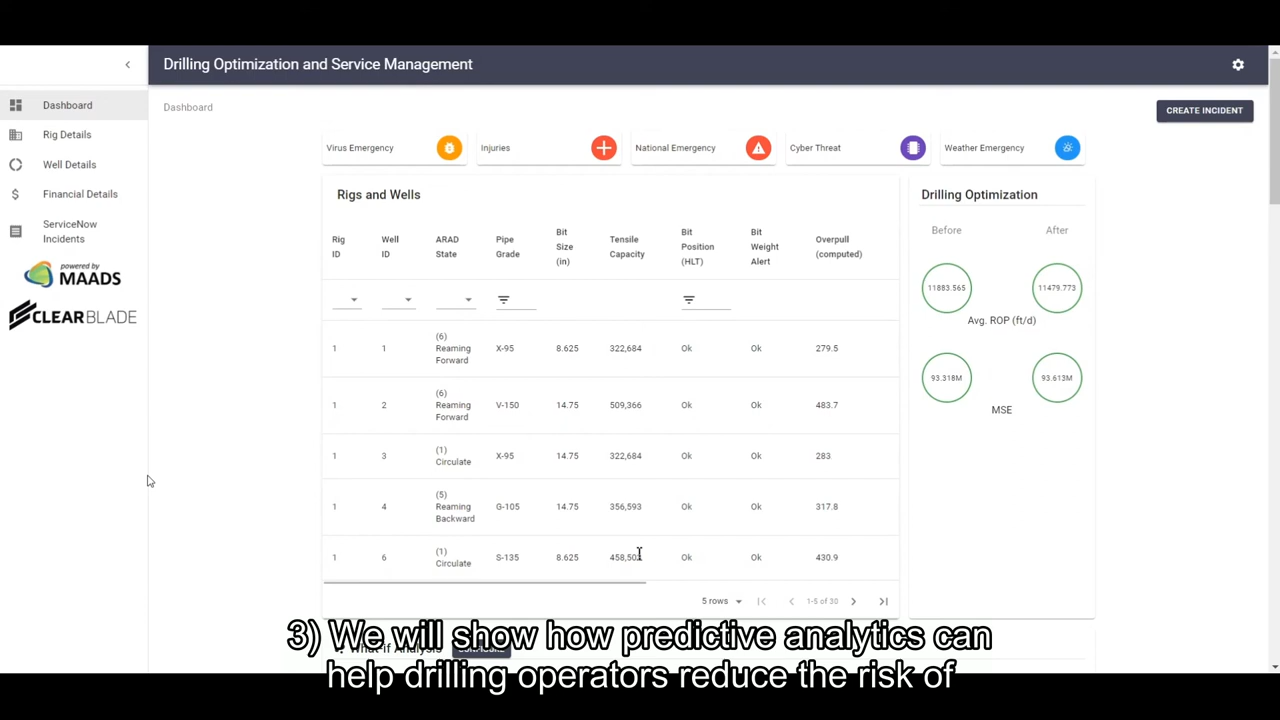 Drilling Optimization and Service Management
Dashboard
Rig Details
Well Details
Financial Details
ServiceNow
Incidents
powered by
MAADS
CLEARBLADE
Dashboard
CREATE INCIDENT
Virus Emergency
Injuries
National Emergency
Cyber Threat
Weather Emergency
Rigs and Wells
Rig ID Well ID ARAD State Pipe Grade Bit Size (in) Tensile Capacity Bit Position (HLT) Bit Weight Alert Overpull (computed)
1 1 (6) Reaming Forward X-95 8.625 322,684 Ok Ok 279.5
1 2 (6) Reaming Forward V-150 14.75 509,366 Ok Ok 483.7
1 3 (1) Circulate X-95 14.75 322,684 Ok Ok 283
1 4 (5) Reaming Backward G-105 14.75 356,593 Ok Ok 317.8
1 6 (1) Circulate S-135 8.625 Ok Ok 430.9
5 rows 1-5 of 30
Drilling Optimization
Before After
11883.565 11479.773
Avg. ROP (ft/d)
93.318M 93.613M
MSE
What-if Analysis
3) We will show how predictive analytics can
help drilling operators reduce the risk of